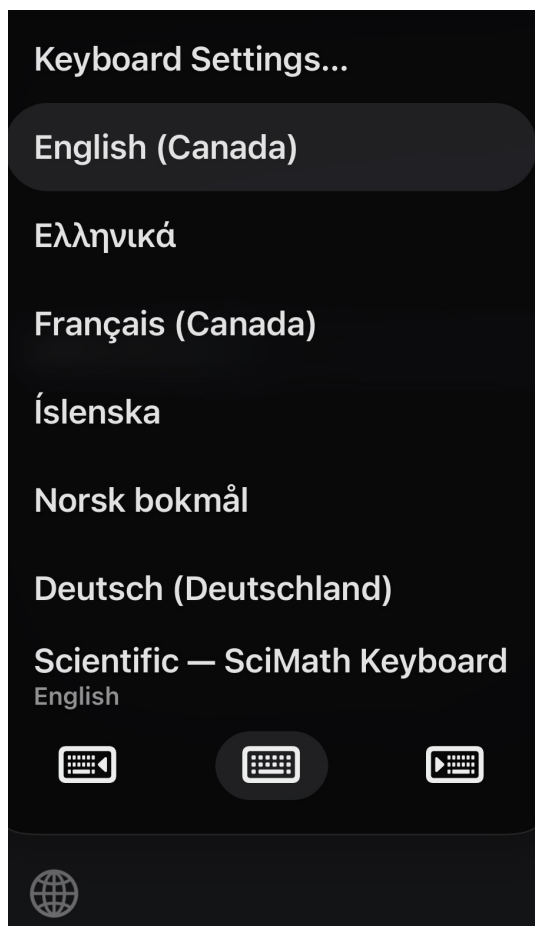 Keyboard Settings...
English (Canada)
Ελληνικά
Français (Canada)
Íslenska
Norsk bokmål
Deutsch (Deutschland)
Scientific — SciMath Keyboard
English